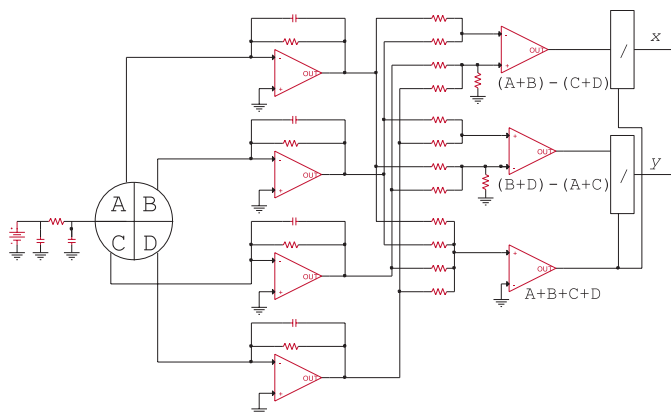 OUT
OUT x
/
(A+B)-(C+D)
A B
C D
OUT
OUT y
/
(B+D)-(A+C)
OUT
OUT
A+B+C+D
OUT